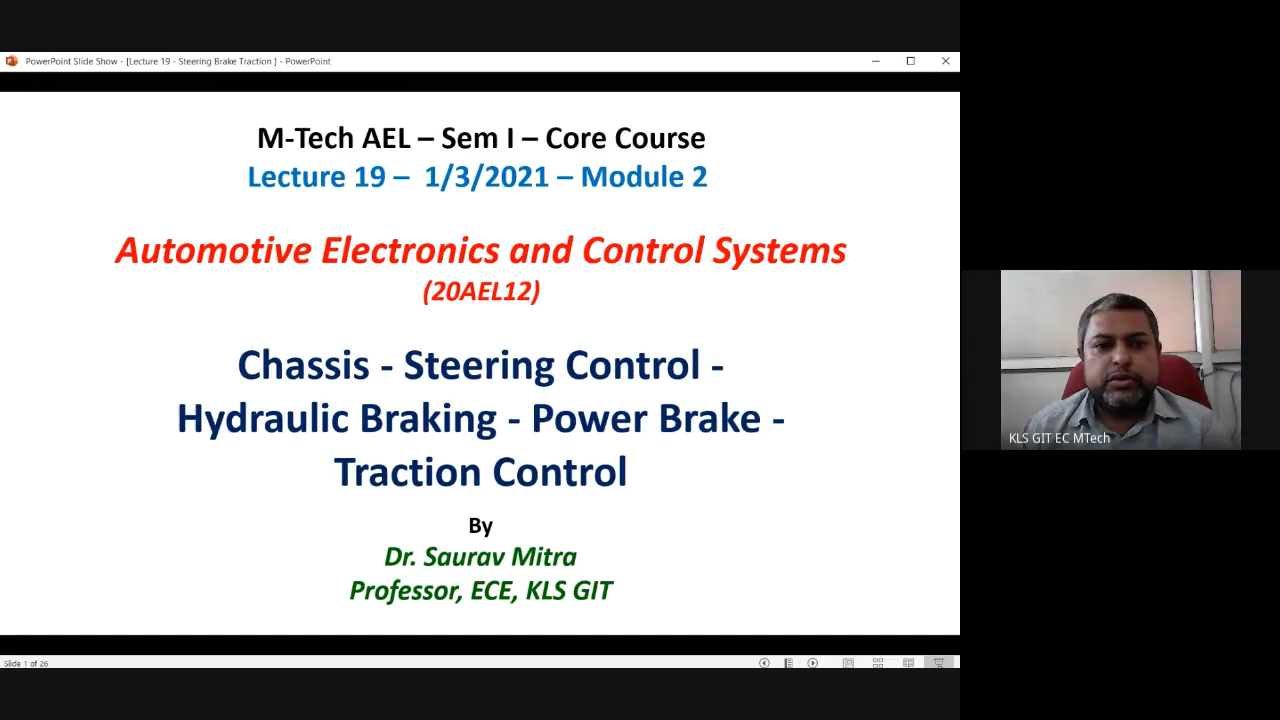 PowerPoint Slide Show - [Lecture 19 - Steering Brake Traction ] - PowerPoint
M-Tech AEL – Sem I – Core Course
Lecture 19 – 1/3/2021 – Module 2
Automotive Electronics and Control Systems
(20AEL12)
Chassis - Steering Control -
Hydraulic Braking - Power Brake -
Traction Control
By
Dr. Saurav Mitra
Professor, ECE, KLS GIT
KLS GIT EC MTech
Slide 1 of 26